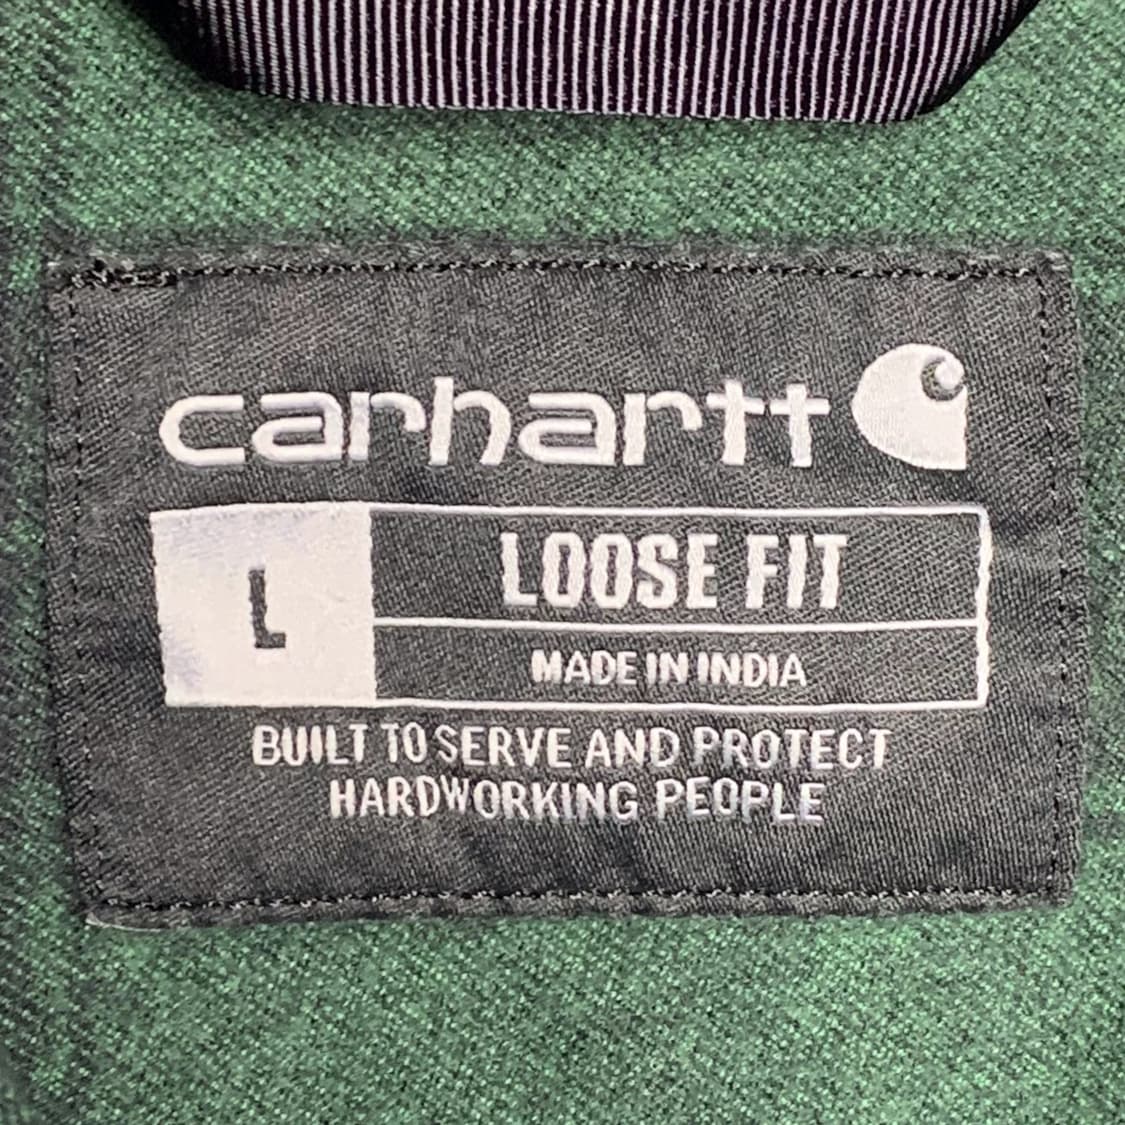 carhartt
L
LOOSE FIT
MADE IN INDIA
BUILT TO SERVE AND PROTECT
HARDWORKING PEOPLE